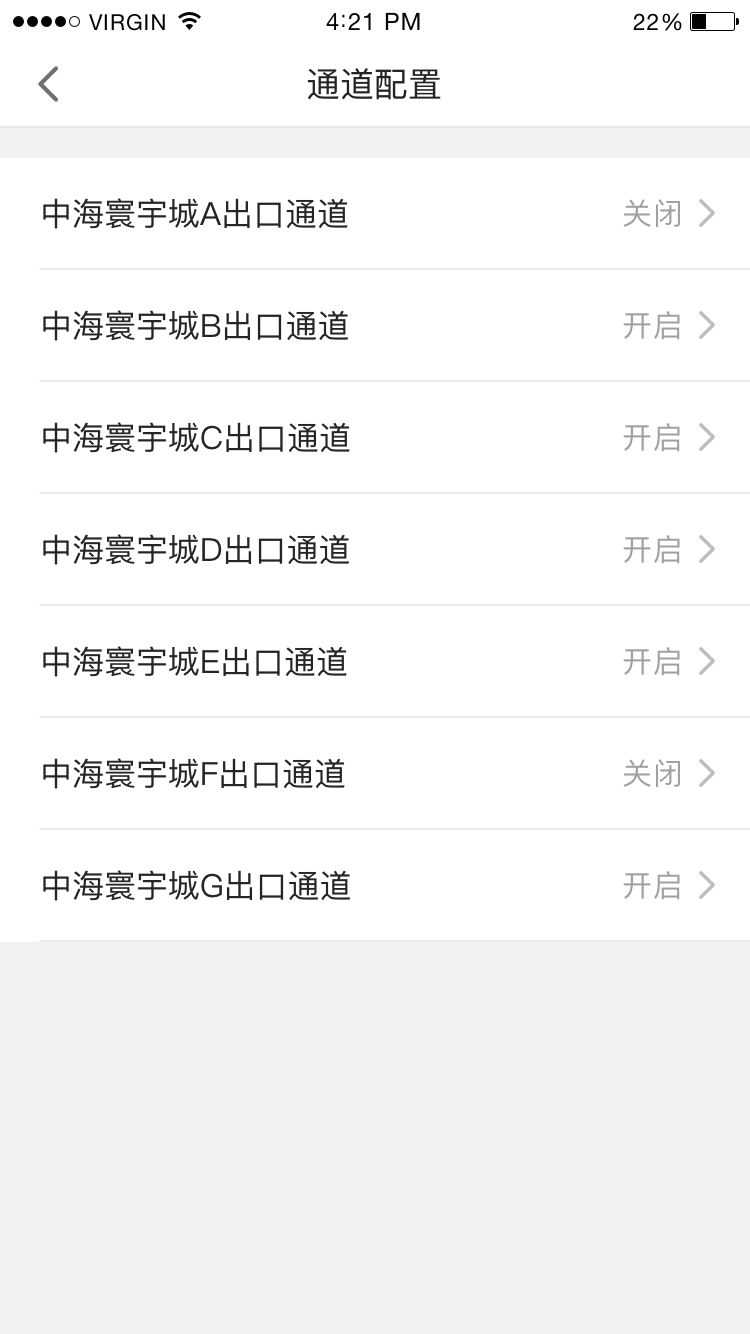 VIRGIN 4:21 PM 22%
通道配置
中海寰宇城A出口通道 关闭
中海寰宇城B出口通道 开启
中海寰宇城C出口通道 开启
中海寰宇城D出口通道 开启
中海寰宇城E出口通道 开启
中海寰宇城F出口通道 关闭
中海寰宇城G出口通道 开启